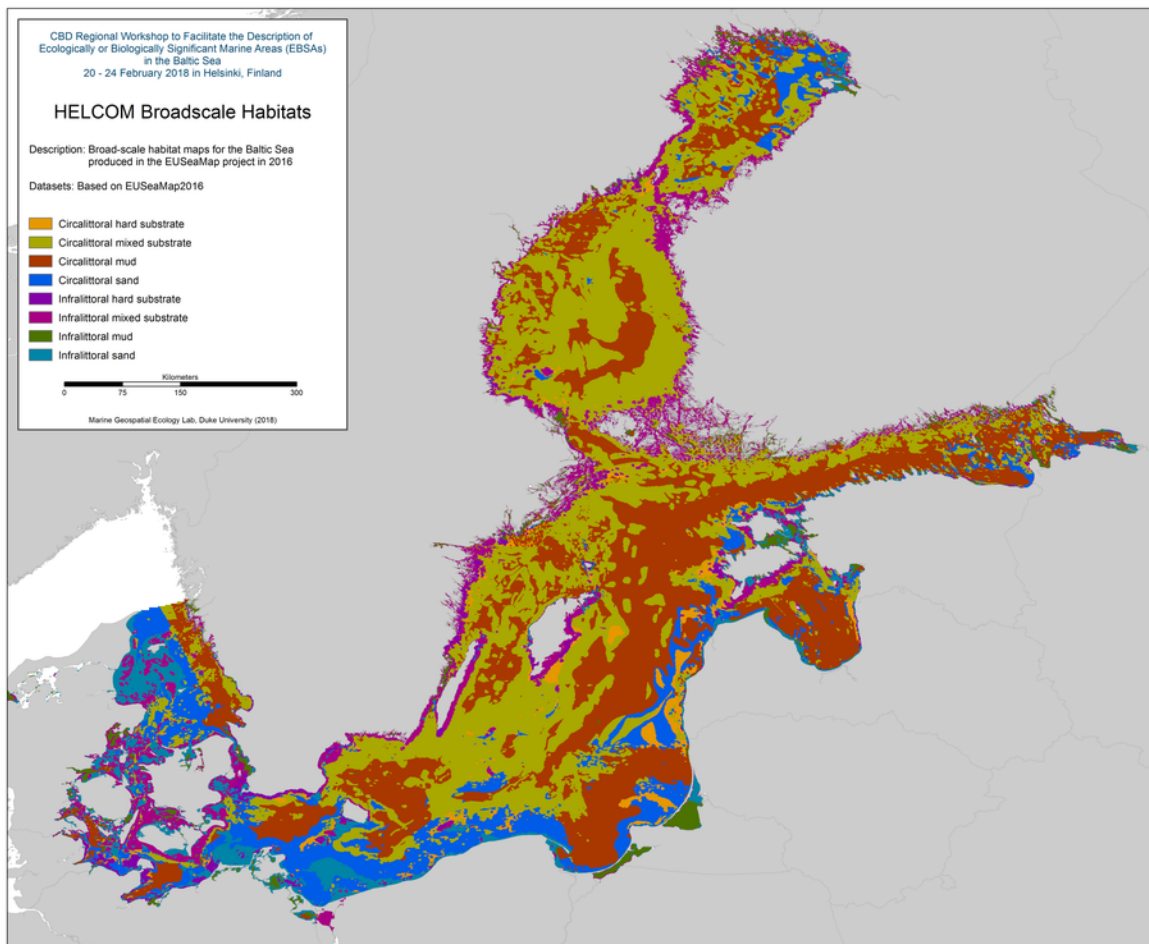 CBD Regional Workshop to Facilitate the Description of
Ecologically or Biologically Significant Marine Areas (EBSAs)
in the Baltic Sea
20 - 24 February 2018 in Helsinki, Finland
HELCOM Broadscale Habitats
Description: Broad-scale habitat maps for the Baltic Sea
produced in the EUSeaMap project in 2016
Datasets: Based on EUSeaMap2016
Circalittoral hard substrate
Circalittoral mixed substrate
Circalittoral mud
Circalittoral sand
Infralittoral hard substrate
Infralittoral mixed substrate
Infralittoral mud
Infralittoral sand
Kilometers
0 75 150 300
Marine Geospatial Ecology Lab, Duke University (2018)